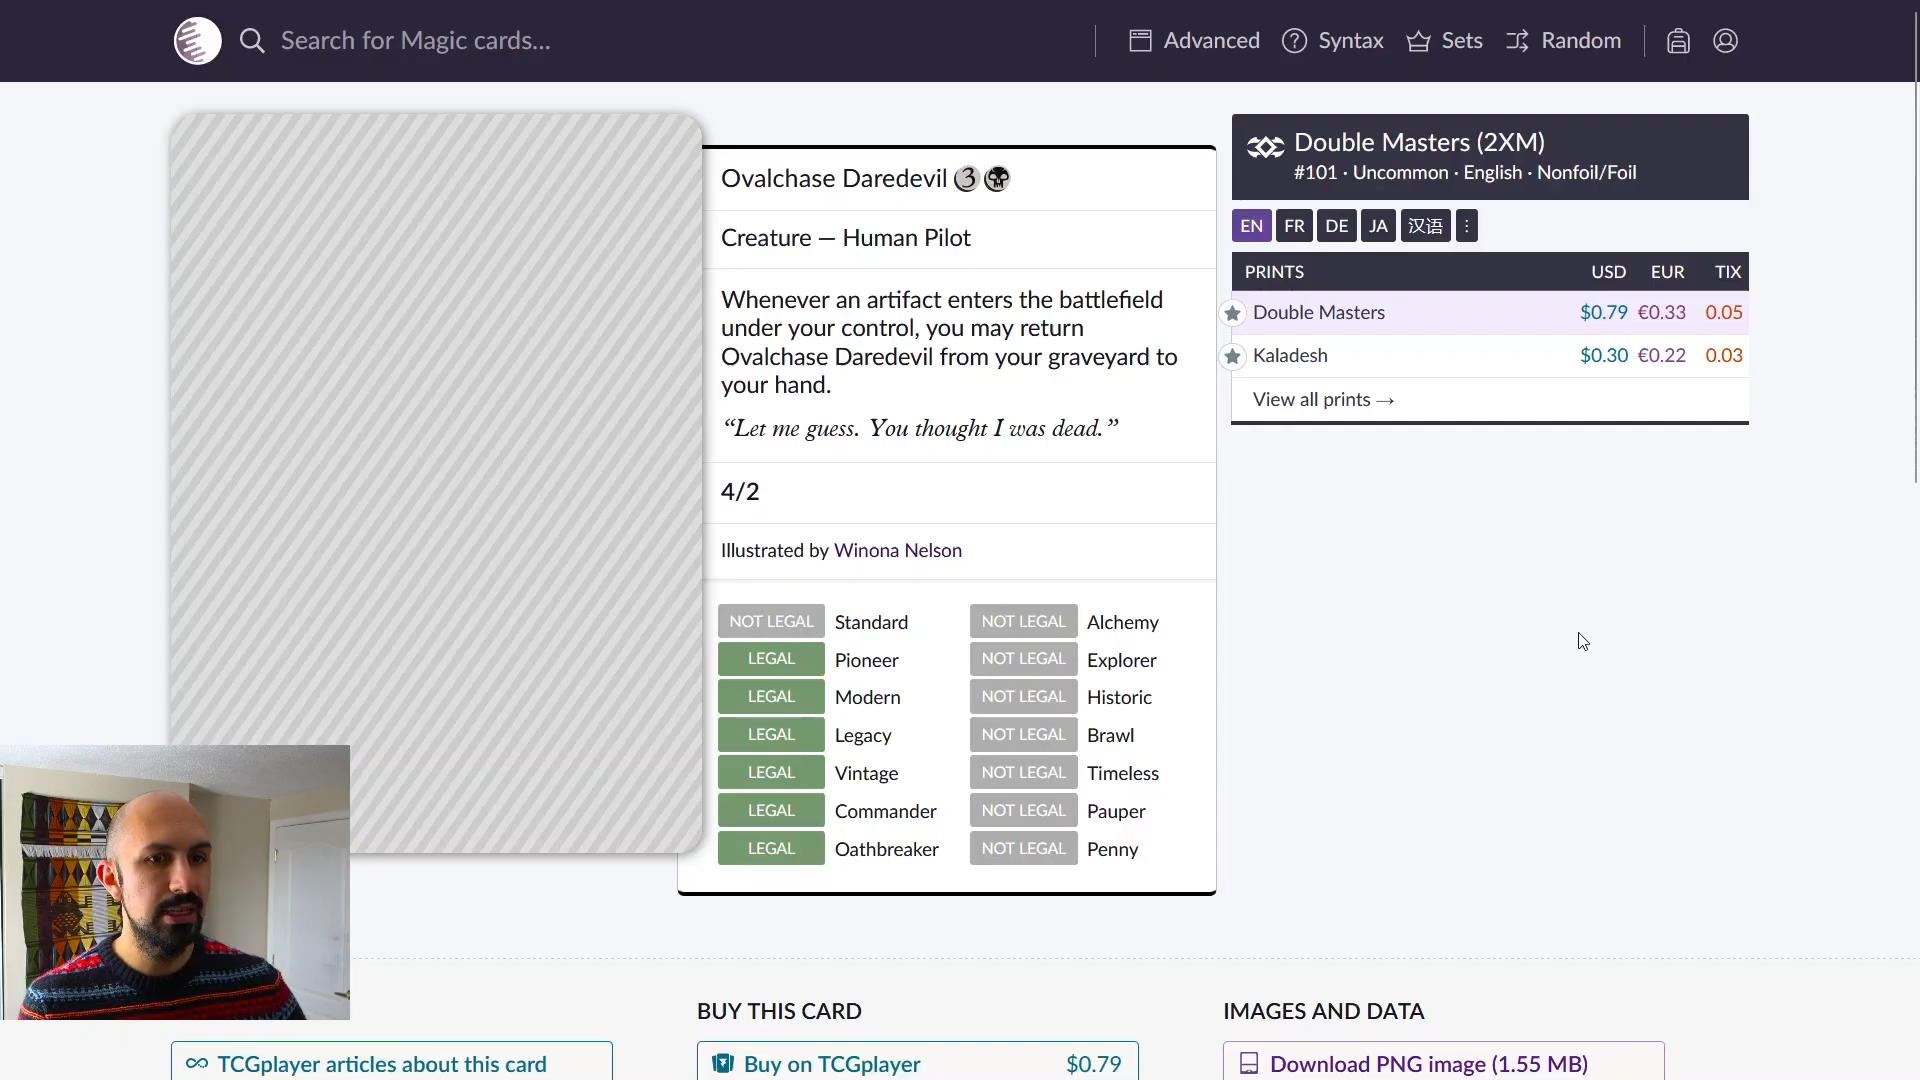 Search for Magic cards...
Advanced
Syntax
Sets
Random
Ovalchase Daredevil 3
Creature — Human Pilot
Whenever an artifact enters the battlefield
under your control, you may return
Ovalchase Daredevil from your graveyard to
your hand.
“Let me guess. You thought I was dead.”
4/2
Illustrated by Winona Nelson
NOT LEGAL Standard NOT LEGAL Alchemy
LEGAL Pioneer NOT LEGAL Explorer
LEGAL Modern NOT LEGAL Historic
LEGAL Legacy NOT LEGAL Brawl
LEGAL Vintage NOT LEGAL Timeless
LEGAL Commander NOT LEGAL Pauper
LEGAL Oathbreaker NOT LEGAL Penny
Double Masters (2XM)
#101 · Uncommon · English · Nonfoil/Foil
EN FR DE JA 汉语 ⋮
PRINTS USD EUR TIX
Double Masters $0.79 €0.33 0.05
Kaladesh $0.30 €0.22 0.03
View all prints →
TCGplayer articles about this card
BUY THIS CARD
Buy on TCGplayer $0.79
IMAGES AND DATA
Download PNG image (1.55 MB)